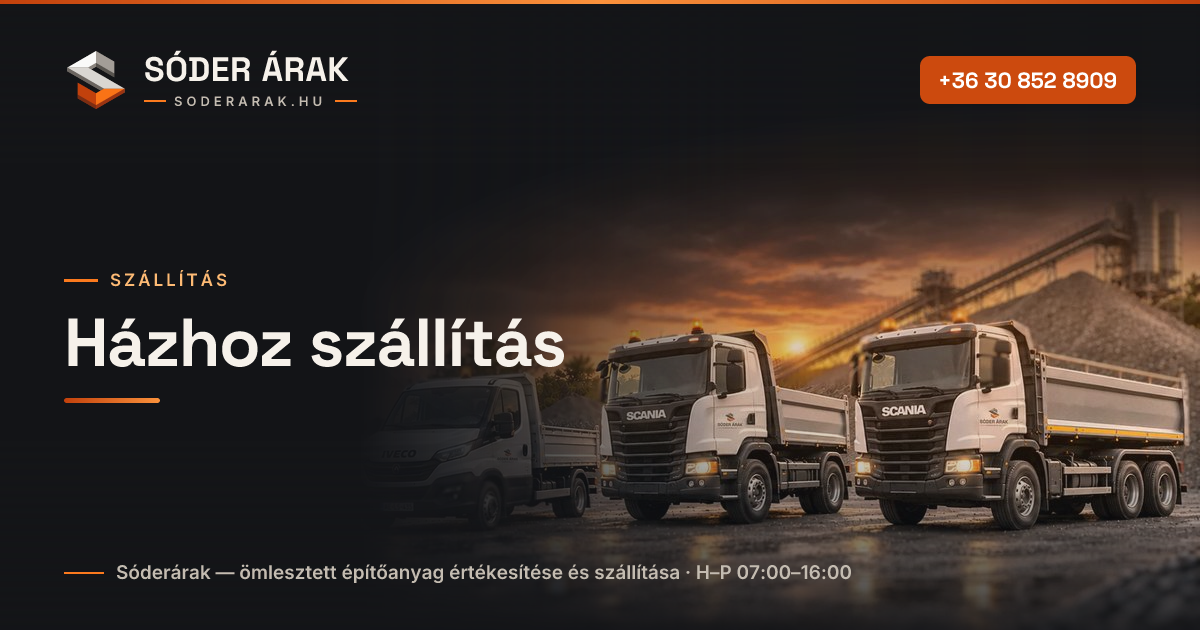 SÓDER ÁRAK
SODERARAK.HU
+36 30 852 8909
SZÁLLÍTÁS
Házhoz szállítás
IVECO
SCANIA
SÓDER ÁRAK
SCANIA
SÓDER ÁRAK
Sóderárak — ömlesztett építőanyag értékesítése és szállítása · H–P 07:00–16:00